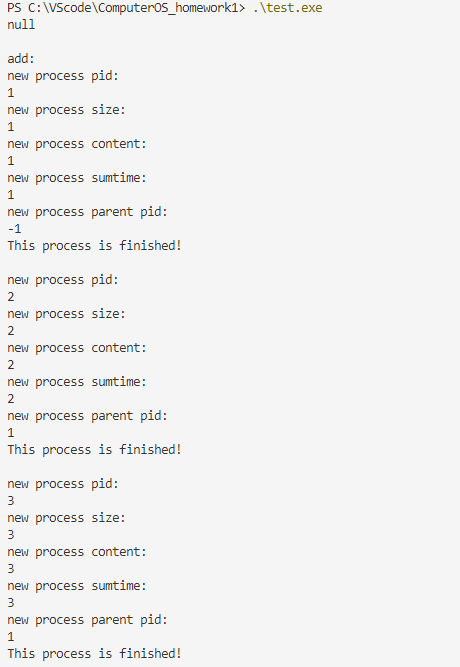 PS C:\VScode\ComputerOS_homework1> .\test.exe
null
add:
new process pid:
1
new process size:
1
new process content:
1
new process sumtime:
1
new process parent pid:
-1
This process is finished!
new process pid:
2
new process size:
2
new process content:
2
new process sumtime:
2
new process parent pid:
1
This process is finished!
new process pid:
3
new process size:
3
new process content:
3
new process sumtime:
3
new process parent pid:
1
This process is finished!